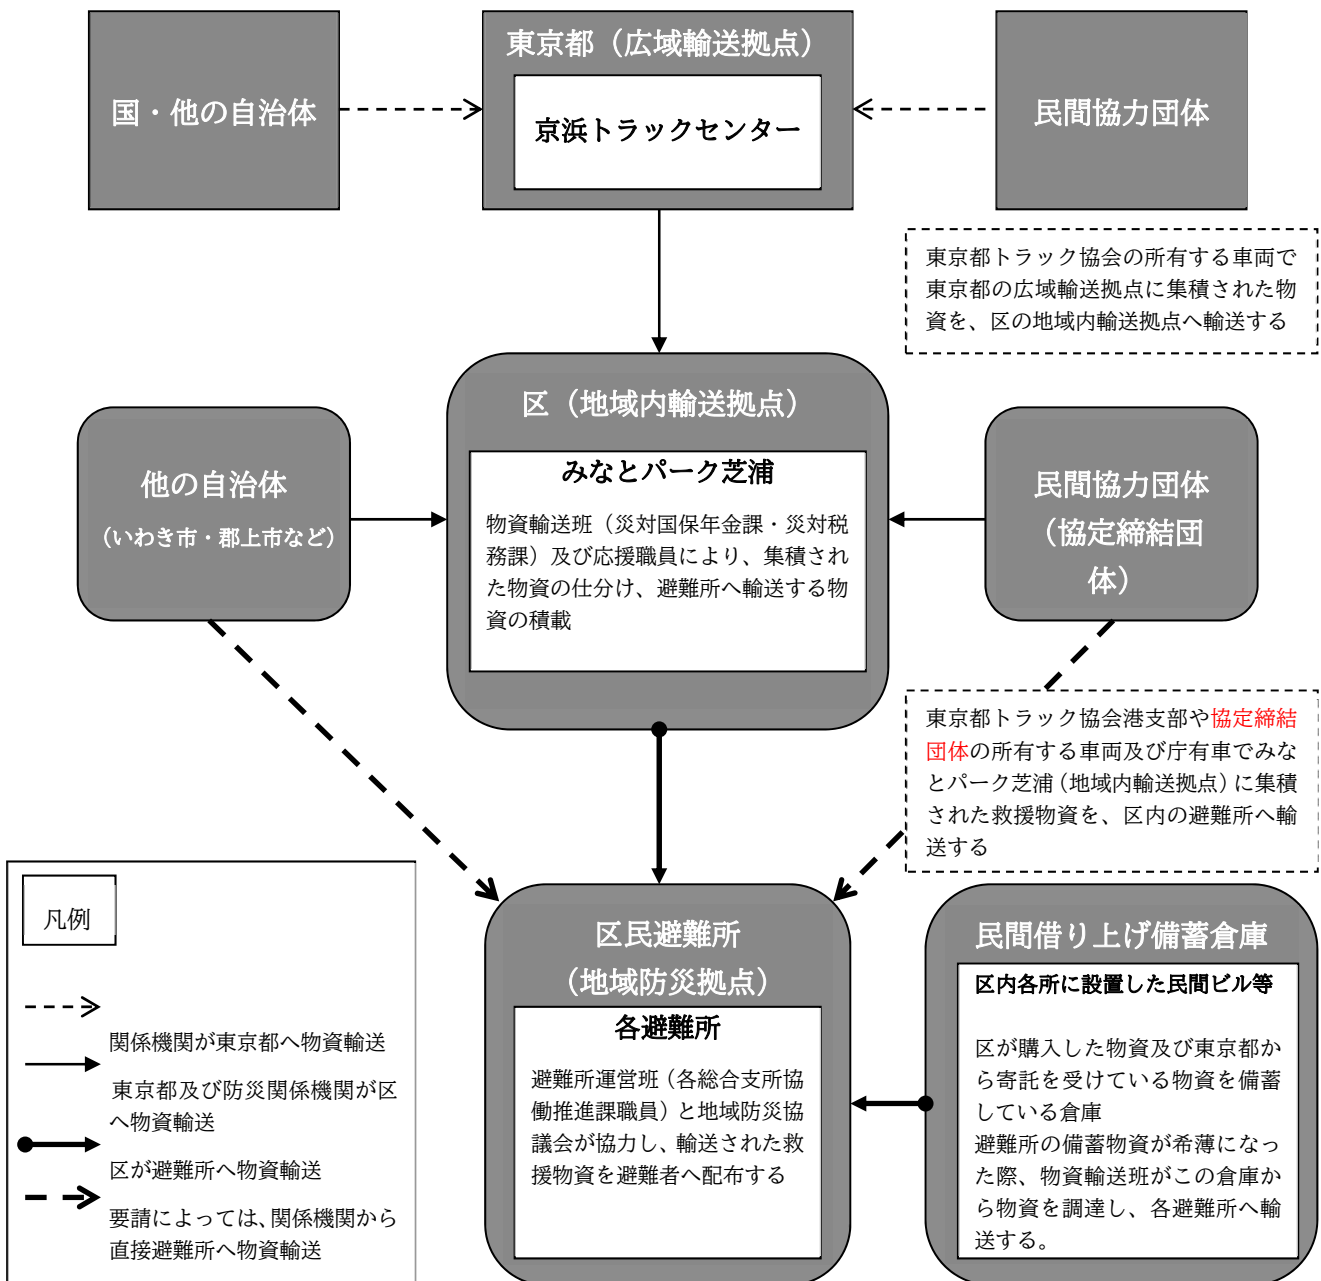 国・他の自治体
東京都（広域輸送拠点）
京浜トラックセンター
民間協力団体
東京都トラック協会の所有する車両で
東京都の広域輸送拠点に集積された物
資を、区の地域内輸送拠点へ輸送する
他の自治体
（いわき市・郡上市など）
区（地域内輸送拠点）
みなとパーク芝浦
物資輸送班（災対国保年金課・災対税
務課）及び応援職員により、集積され
た物資の仕分け、避難所へ輸送する物
資の積載
民間協力団体
（協定締結団
体）
東京都トラック協会港支部や協定締結
団体の所有する車両及び庁有車でみな
とパーク芝浦（地域内輸送拠点）に集積
された救援物資を、区内の避難所へ輸
送する
凡例
関係機関が東京都へ物資輸送
東京都及び防災関係機関が区
へ物資輸送
区が避難所へ物資輸送
要請によっては、関係機関から
直接避難所へ物資輸送
区民避難所
（地域防災拠点）
各避難所
避難所運営班（各総合支所協
働推進課職員）と地域防災協
議会が協力し、輸送された救
援物資を避難者へ配布する
民間借り上げ備蓄倉庫
区内各所に設置した民間ビル等
区が購入した物資及び東京都か
ら寄託を受けている物資を備蓄
している倉庫
避難所の備蓄物資が希薄になっ
た際、物資輸送班がこの倉庫か
ら物資を調達し、各避難所へ輸
送する。